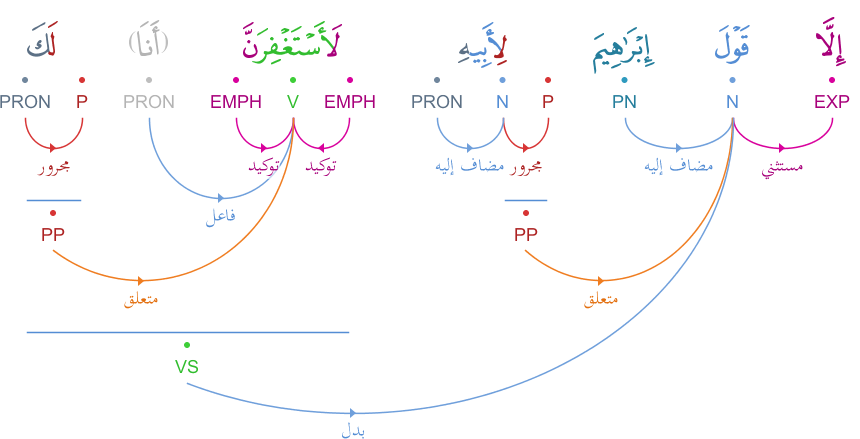 إِلَّا قَوْلَ إِبْرَٰهِيمَ لِأَبِيهِ لَأَسْتَغْفِرَنَّ (أَنَا) لَكَ
PRON P PRON EMPH V EMPH PRON N P PN N EXP
مجرور توكيد توكيد مضاف إليه مجرور مضاف إليه مستثني
فاعل
PP PP
متعلق متعلق
VS
بدل